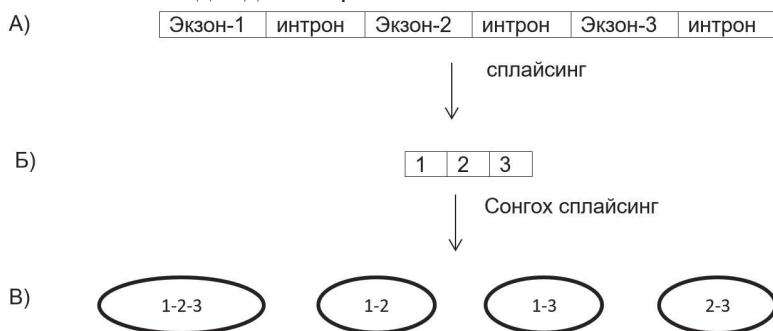 А) Экзон-1 интрон Экзон-2 интрон Экзон-3 интрон
сплайсинг
Б) 1 2 3
Сонгох сплайсинг
В) 1-2-3 1-2 1-3 2-3